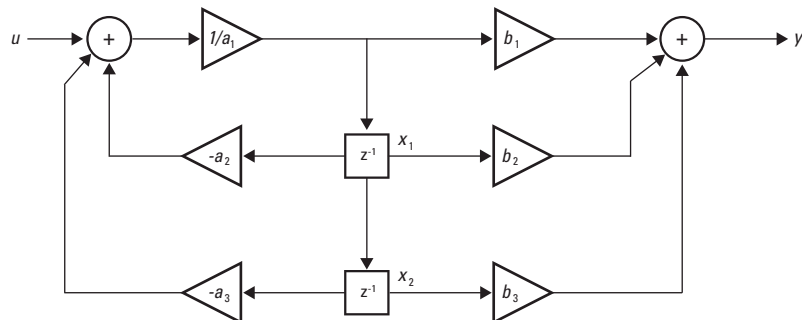 u + 1/a₁ b₁ + y
-a₂ z⁻¹ x₁ b₂
-a₃ z⁻¹ x₂ b₃